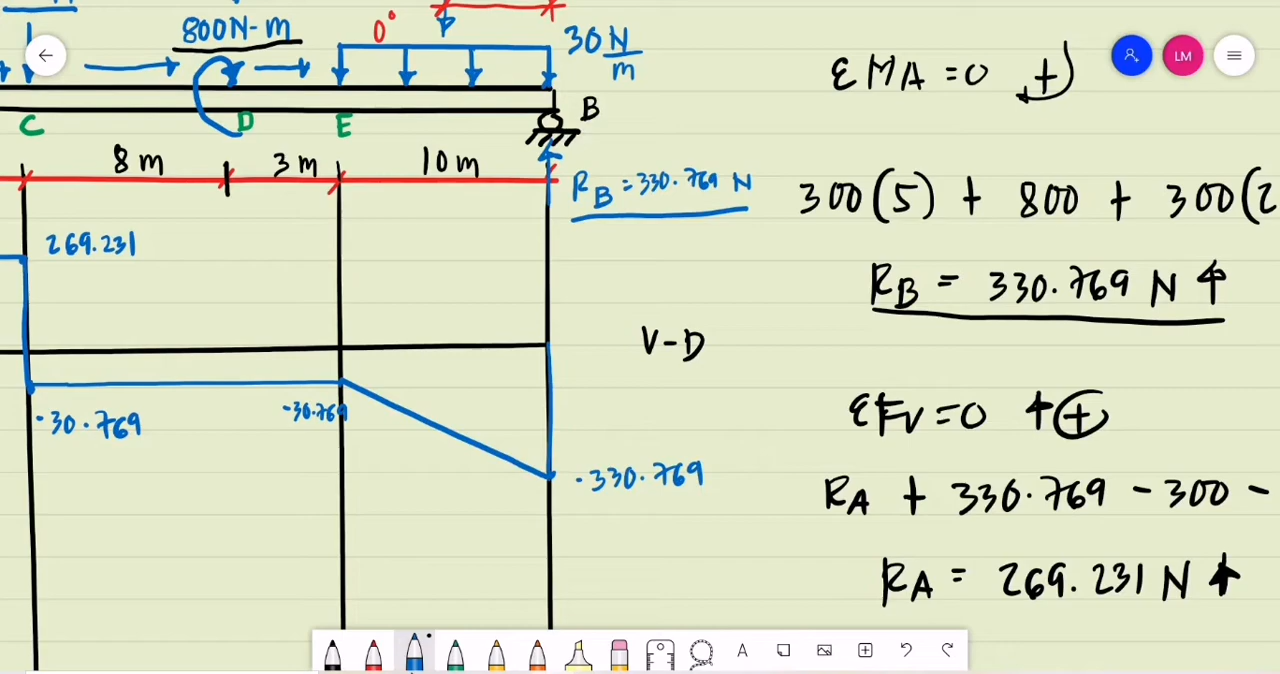 800 N-m
0°
30 N/m
C
D
E
B
8 m
3 m
10 m
RB = 330.769 N
269.231
-30.769
-30.769
-330.769
V-D
ΣMA = 0 +
300(5) + 800 + 300(2
RB = 330.769 N ↑
ΣFV = 0 ↑ +
RA + 330.769 - 300 -
RA = 269.231 N ↑
LM
A